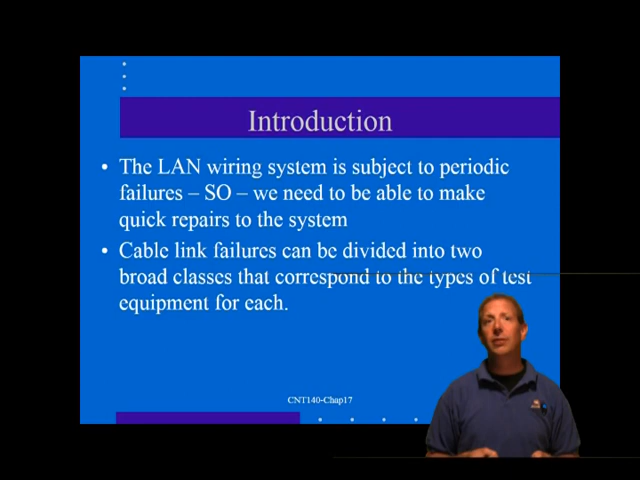 Introduction
• The LAN wiring system is subject to periodic
failures – SO – we need to be able to make
quick repairs to the system
• Cable link failures can be divided into two
broad classes that correspond to the types of test
equipment for each.
CNT140-Chap17